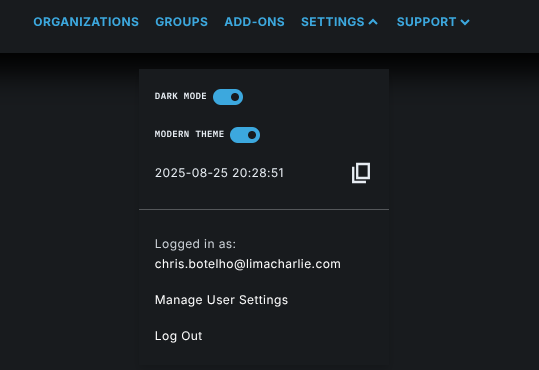 ORGANIZATIONS GROUPS ADD-ONS SETTINGS SUPPORT
DARK MODE
MODERN THEME
2025-08-25 20:28:51
Logged in as:
chris.botelho@limacharlie.com
Manage User Settings
Log Out